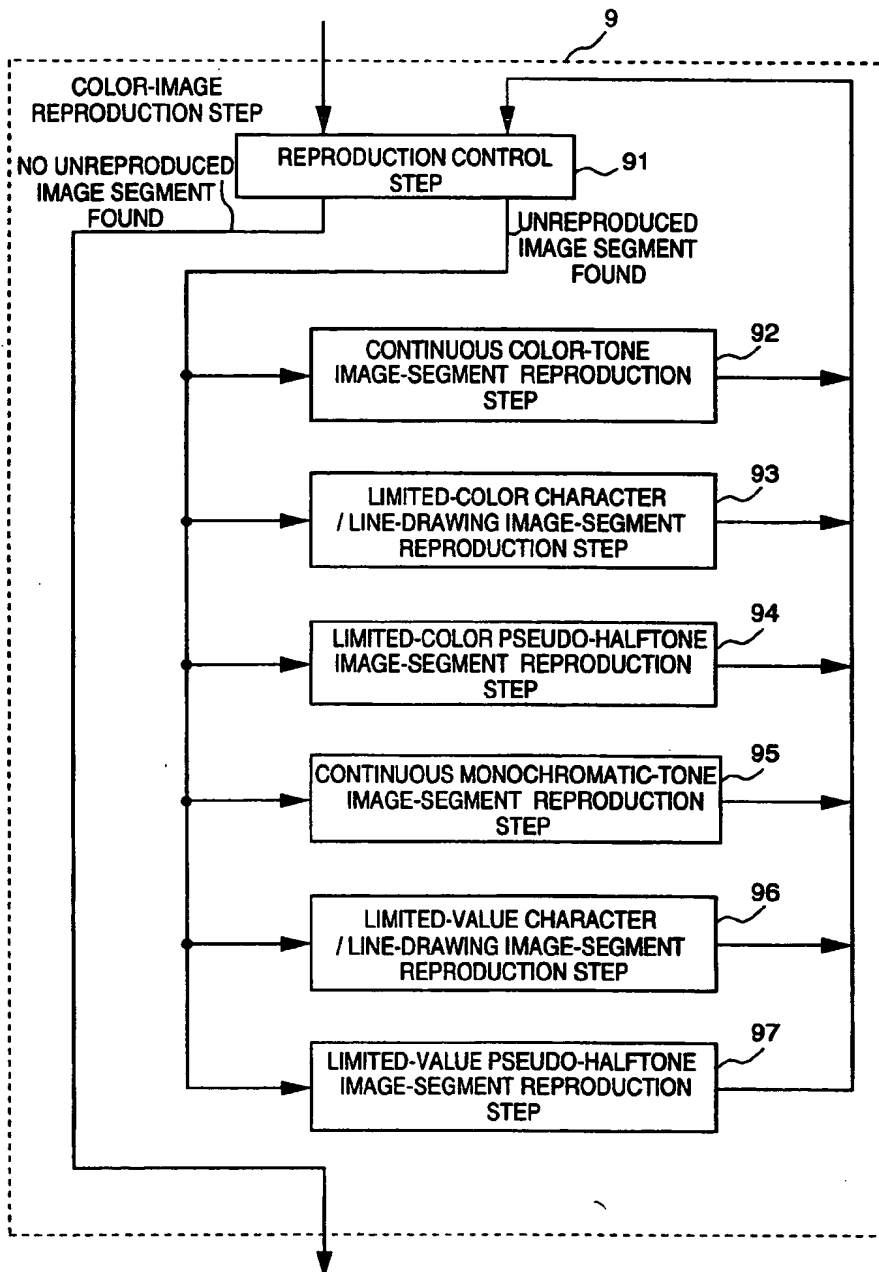 9
COLOR-IMAGE
REPRODUCTION STEP
REPRODUCTION CONTROL
STEP
91
NO UNREPRODUCED
IMAGE SEGMENT
FOUND
UNREPRODUCED
IMAGE SEGMENT
FOUND
92
CONTINUOUS COLOR-TONE
IMAGE-SEGMENT REPRODUCTION
STEP
93
LIMITED-COLOR CHARACTER
/ LINE-DRAWING IMAGE-SEGMENT
REPRODUCTION STEP
94
LIMITED-COLOR PSEUDO-HALFTONE
IMAGE-SEGMENT REPRODUCTION
STEP
95
CONTINUOUS MONOCHROMATIC-TONE
IMAGE-SEGMENT REPRODUCTION
STEP
96
LIMITED-VALUE CHARACTER
/ LINE-DRAWING IMAGE-SEGMENT
REPRODUCTION STEP
97
LIMITED-VALUE PSEUDO-HALFTONE
IMAGE-SEGMENT REPRODUCTION
STEP